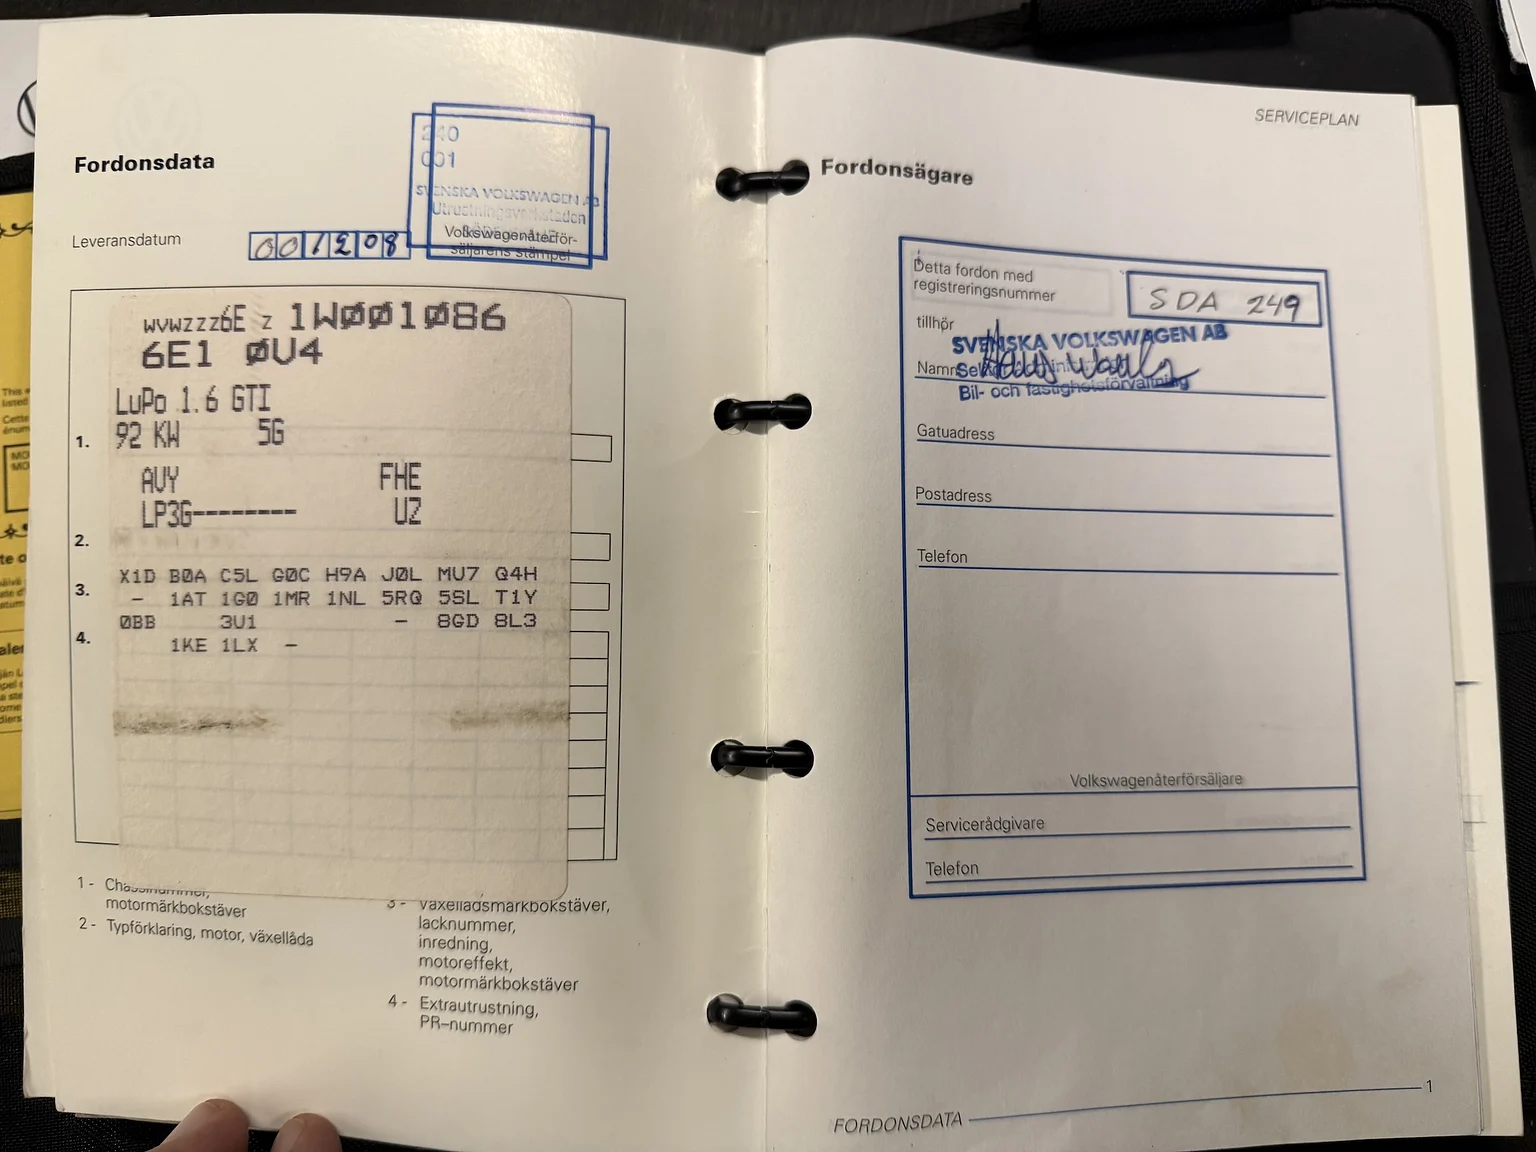 Fordonsdata
240
001
SVENSKA VOLKSWAGEN AB
Utrustningsverkstaden
Volkswagenåterför-
säljarens stämpel
Leveransdatum
001208
WVWZZZ6E Z 1W001086
6E1 0U4
LuPo 1.6 GTI
1.
92 KW 5G
AVY FHE
LP3G-------- UZ
2.
X1D B0A C5L G0C H9A J0L MU7 Q4H
3.
- 1AT 1G0 1MR 1NL 5RQ 5SL T1Y
0BB 3U1 - 8GD 8L3
4.
1KE 1LX -
1 - Chassinummer,
motormärkbokstäver
2 - Typförklaring, motor, växellåda
3 - Växellådsmärkbokstäver,
lacknummer,
inredning,
motoreffekt,
motormärkbokstäver
4 - Extrautrustning,
PR-nummer
SERVICEPLAN
Fordonsägare
Detta fordon med
registreringsnummer
SDA 249
tillhör
SVENSKA VOLKSWAGEN AB
Namn
Bil- och fastighetsförvaltning
Gatuadress
Postadress
Telefon
Volkswagenåterförsäljare
Servicerådgivare
Telefon
FORDONSDATA
1